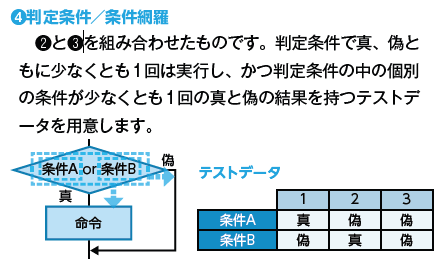 ❹判定条件/条件網羅
❷と❸を組み合わせたものです。判定条件で真、偽と
もに少なくとも1回は実行し、かつ判定条件の中の個別
の条件が少なくとも1回の真と偽の結果を持つテストデ
ータを用意します。
条件A or 条件B
偽
真
命令
テストデータ
1 2 3
条件A 真 偽 偽
条件B 偽 真 偽